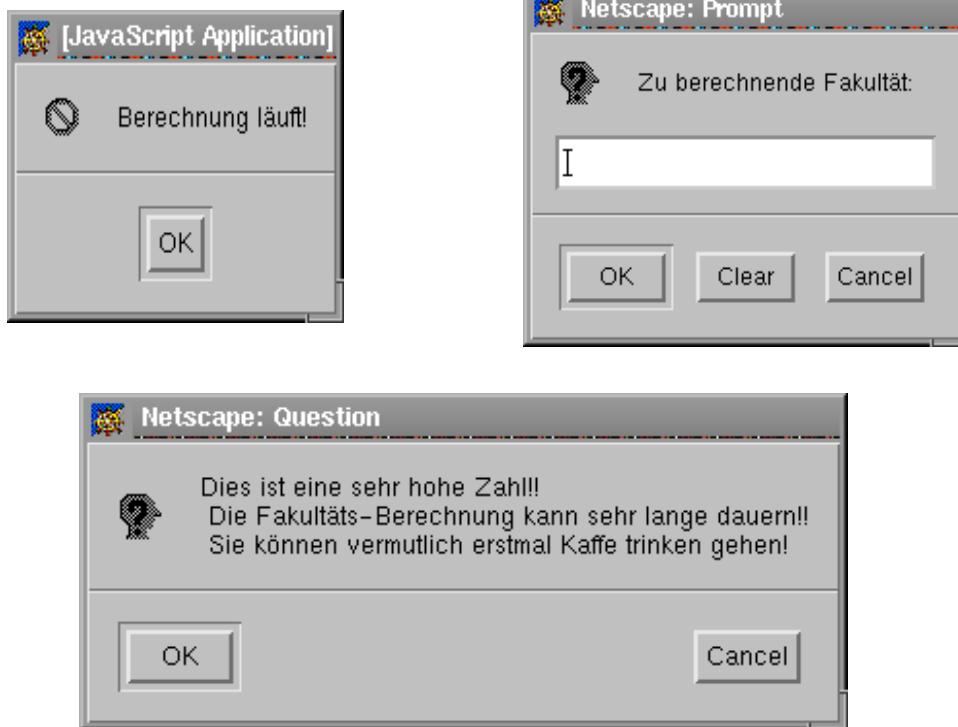 [JavaScript Application]
Berechnung läuft!
OK
Netscape: Prompt
Zu berechnende Fakultät:
OK Clear Cancel
Netscape: Question
Dies ist eine sehr hohe Zahl!!
Die Fakultäts-Berechnung kann sehr lange dauern!!
Sie können vermutlich erstmal Kaffe trinken gehen!
OK Cancel